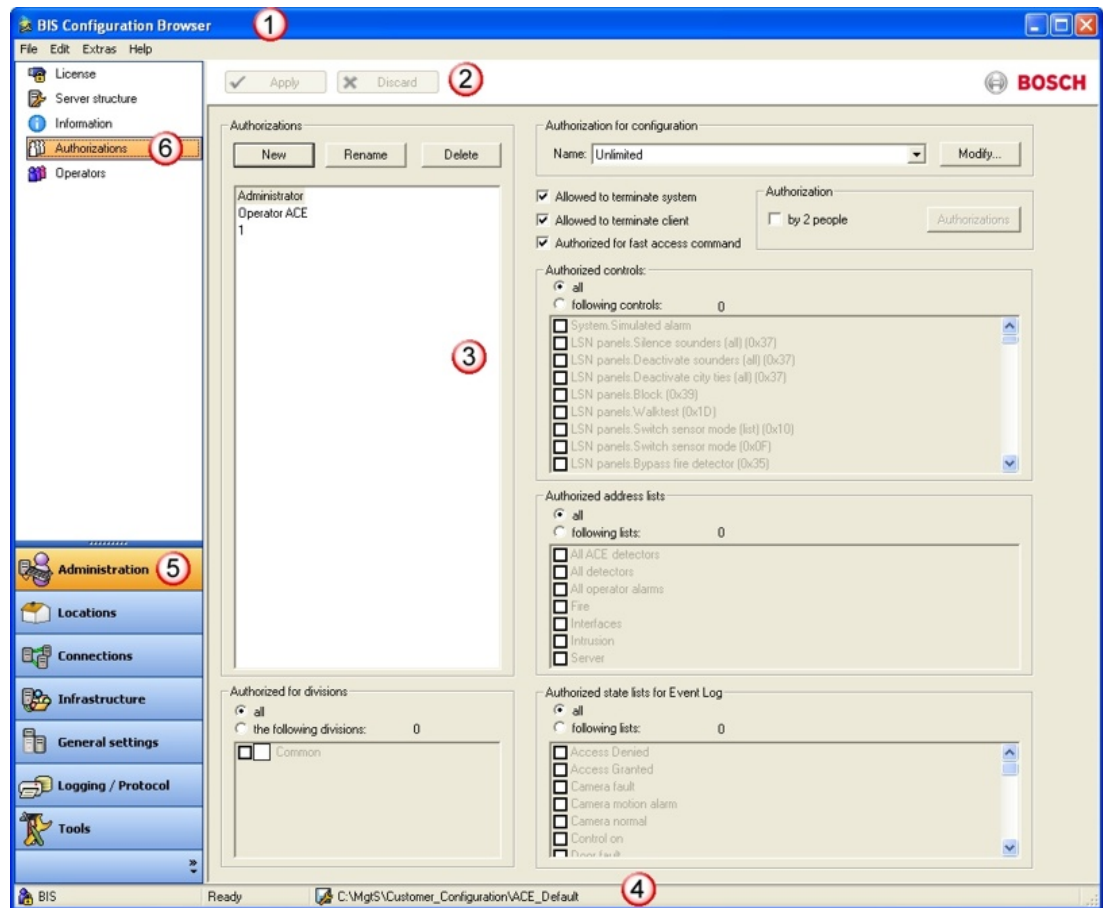 BIS Configuration Browser
1
File Edit Extras Help
License
Server structure
Information
Authorizations
6
Operators
Apply
Discard
2
BOSCH
Authorizations
New
Rename
Delete
Administrator
Operator ACE
1
3
Authorization for configuration
Name: Unlimited
Modify...
Allowed to terminate system
Allowed to terminate client
Authorized for fast access command
Authorization
by 2 people
Authorizations
Authorized controls:
all
following controls: 0
System.Simulated alarm
LSN panels.Silence sounders (all) (0x37)
LSN panels.Deactivate sounders (all) (0x37)
LSN panels.Deactivate city ties (all) (0x37)
LSN panels.Block (0x39)
LSN panels.Walktest (0x1D)
LSN panels.Switch sensor mode (list) (0x10)
LSN panels.Switch sensor mode (0x0F)
LSN panels.Bypass fire detector (0x35)
Authorized address lists
all
following lists: 0
All ACE detectors
All detectors
All operator alarms
Fire
Interfaces
Intrusion
Server
Administration
5
Locations
Connections
Infrastructure
General settings
Logging / Protocol
Tools
Authorized for divisions
all
the following divisions: 0
Common
Authorized state lists for Event Log
all
following lists: 0
Access Denied
Access Granted
Camera fault
Camera motion alarm
Camera normal
Control on
Door fault
BIS
Ready
C:\MgtS\Customer_Configuration\ACE_Default
4